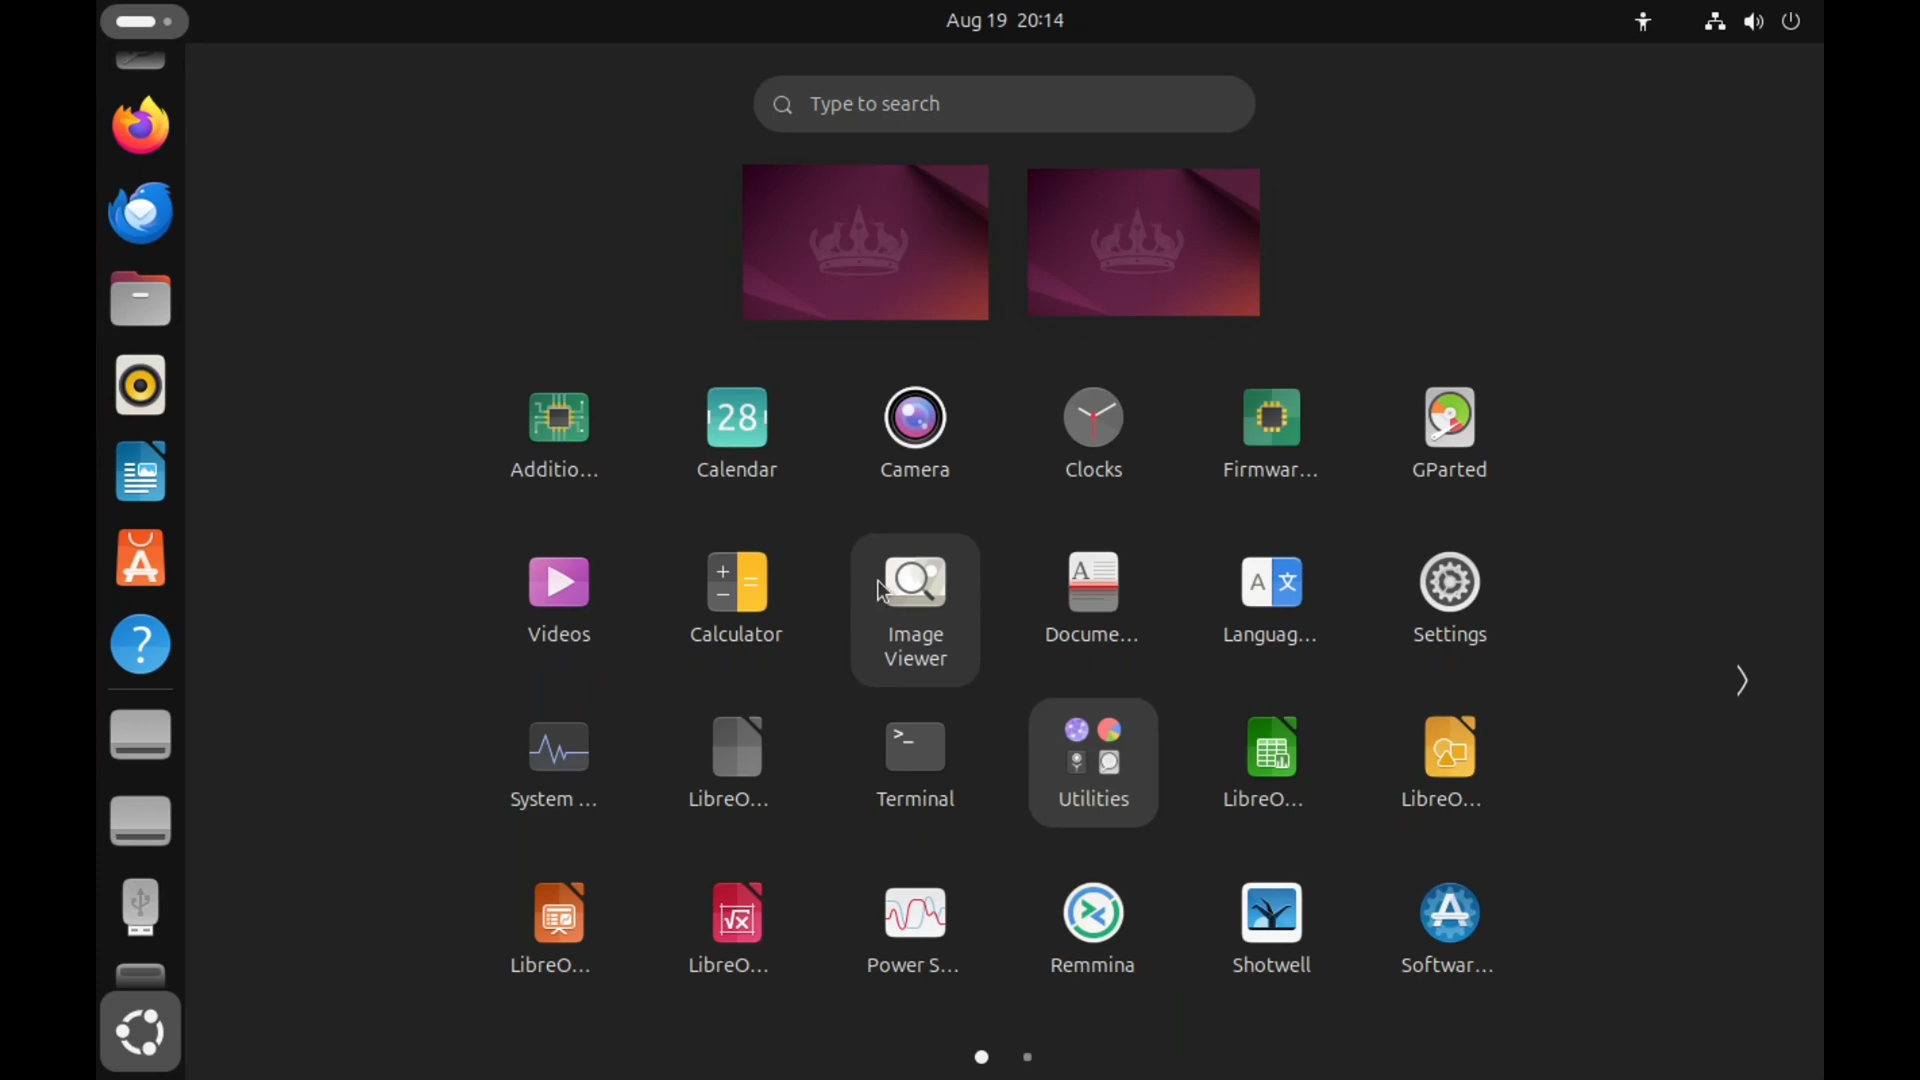 Aug 19 20:14
Type to search
28
Additio...
Calendar
Camera
Clocks
Firmwar...
GParted
Videos
Calculator
Image
Viewer
Docume...
Languag...
Settings
System ...
LibreO...
Terminal
Utilities
LibreO...
LibreO...
LibreO...
LibreO...
Power S...
Remmina
Shotwell
Softwar...